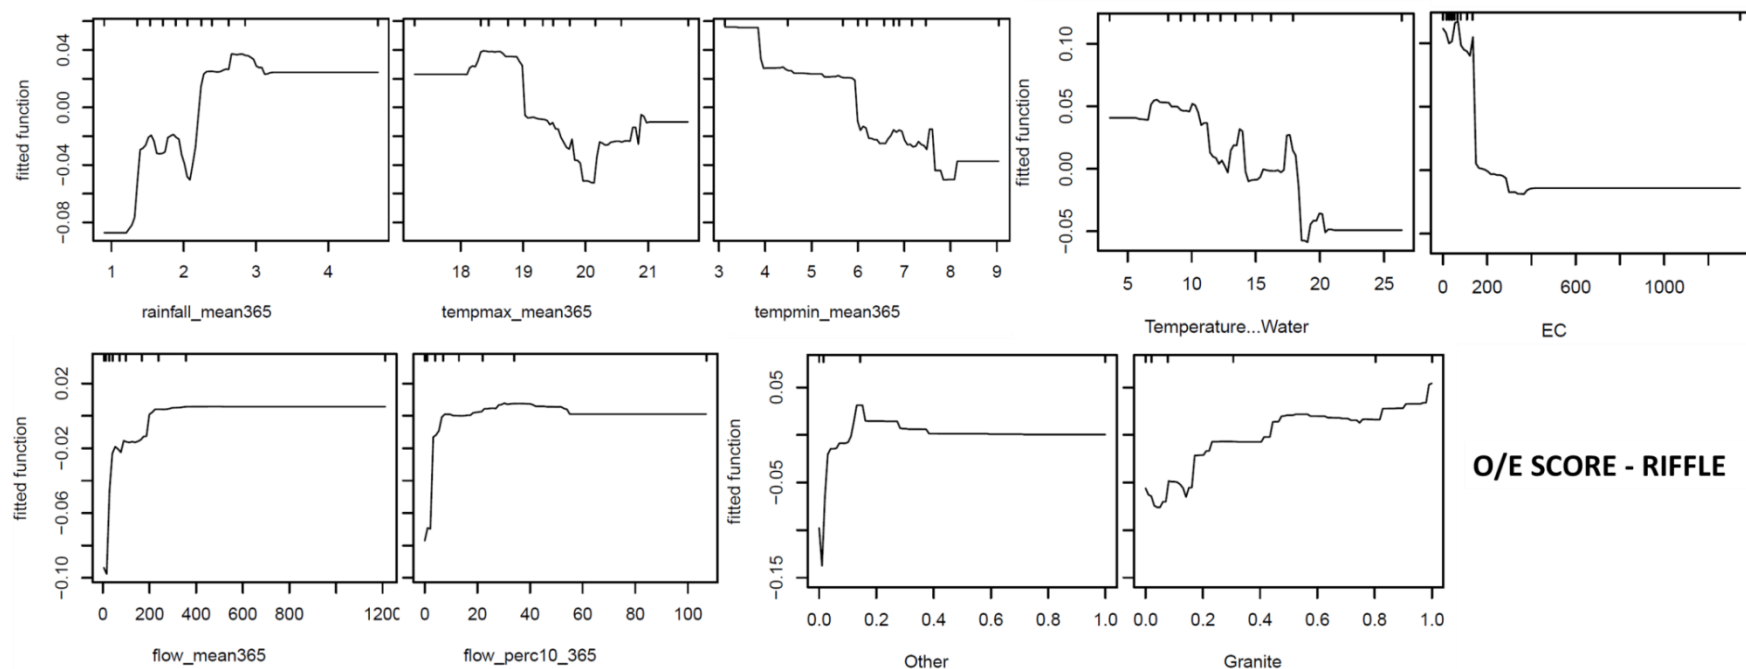 fitted function
0.04
0.00
−0.04
−0.08
1 2 3 4
rainfall_mean365
18 19 20 21
tempmax_mean365
3 4 5 6 7 8 9
tempmin_mean365
fitted function
0.10
0.05
0.00
−0.05
5 10 15 20 25
Temperature...Water
0 200 600 1000
EC
fitted function
0.02
−0.02
−0.06
−0.10
0 200 400 600 800 1200
flow_mean365
0 20 40 60 80 100
flow_perc10_365
fitted function
0.05
−0.05
−0.15
0.0 0.2 0.4 0.6 0.8 1.0
Other
0.0 0.2 0.4 0.6 0.8 1.0
Granite
O/E SCORE - RIFFLE